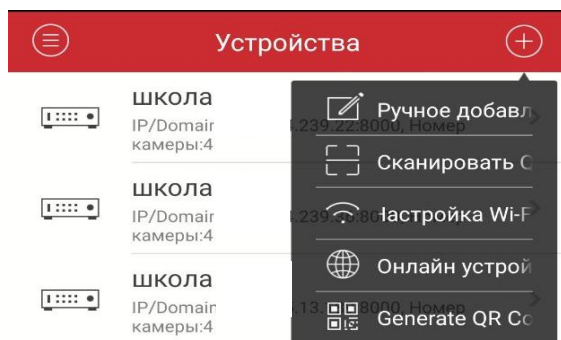 Устройства
школа
IP/Domair .239.22:8000, Номер
камеры:4
школа
IP/Domair .239.
камеры:4
школа
IP/Domain .13. 8000, Номер
камеры:4
Ручное добавл
Сканировать
Настройка Wi-F
Онлайн устрой
Generate QR Co